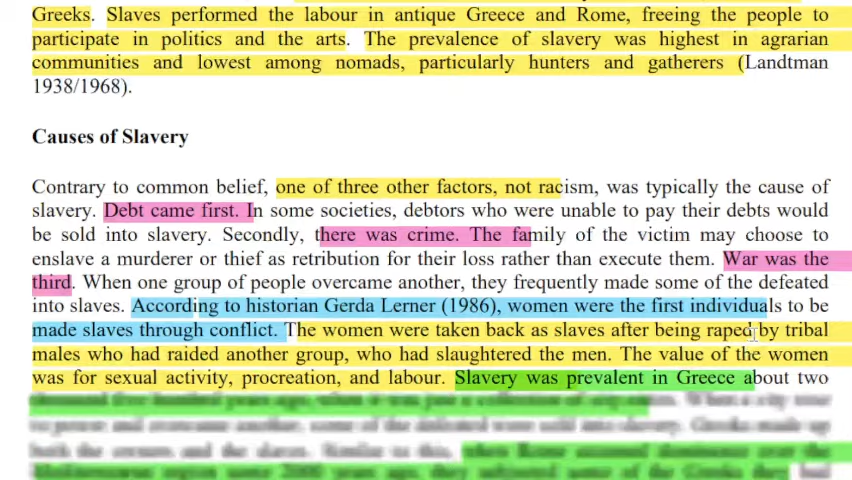 Greeks. Slaves performed the labour in antique Greece and Rome, freeing the people to
participate in politics and the arts. The prevalence of slavery was highest in agrarian
communities and lowest among nomads, particularly hunters and gatherers (Landtman
1938/1968).
Causes of Slavery
Contrary to common belief, one of three other factors, not racism, was typically the cause of
slavery. Debt came first. In some societies, debtors who were unable to pay their debts would
be sold into slavery. Secondly, there was crime. The family of the victim may choose to
enslave a murderer or thief as retribution for their loss rather than execute them. War was the
third. When one group of people overcame another, they frequently made some of the defeated
into slaves. According to historian Gerda Lerner (1986), women were the first individuals to be
made slaves through conflict. The women were taken back as slaves after being raped by tribal
males who had raided another group, who had slaughtered the men. The value of the women
was for sexual activity, procreation, and labour. Slavery was prevalent in Greece about two